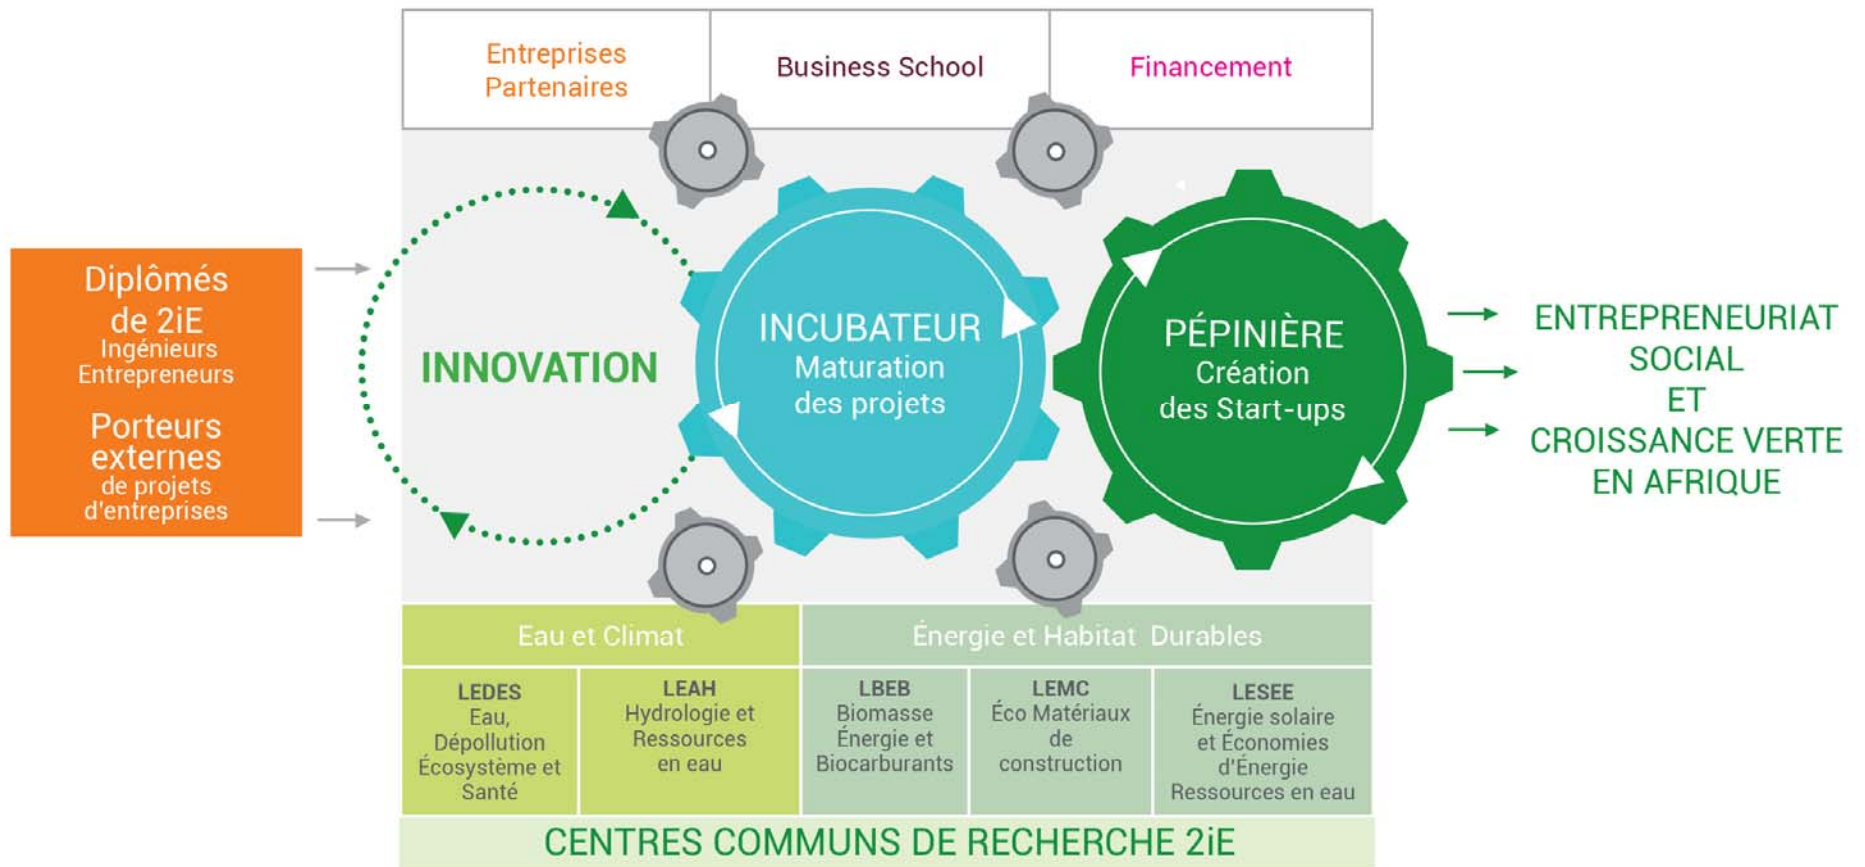 Entreprises
Partenaires
Business School
Financement
Diplômés
de 2iE
Ingénieurs
Entrepreneurs
Porteurs
externes
de projets
d'entreprises
INNOVATION
INCUBATEUR
Maturation
des projets
PÉPINIÈRE
Création
des Start-ups
ENTREPRENEURIAT
SOCIAL
ET
CROISSANCE VERTE
EN AFRIQUE
Eau et Climat
Énergie et Habitat Durables
LEDES
Eau,
Dépollution
Écosystème et
Santé
LEAH
Hydrologie et
Ressources
en eau
LBEB
Biomasse
Énergie et
Biocarburants
LEMC
Éco Matériaux
de
construction
LESEE
Énergie solaire
et Économies
d'Énergie
Ressources en eau
CENTRES COMMUNS DE RECHERCHE 2iE